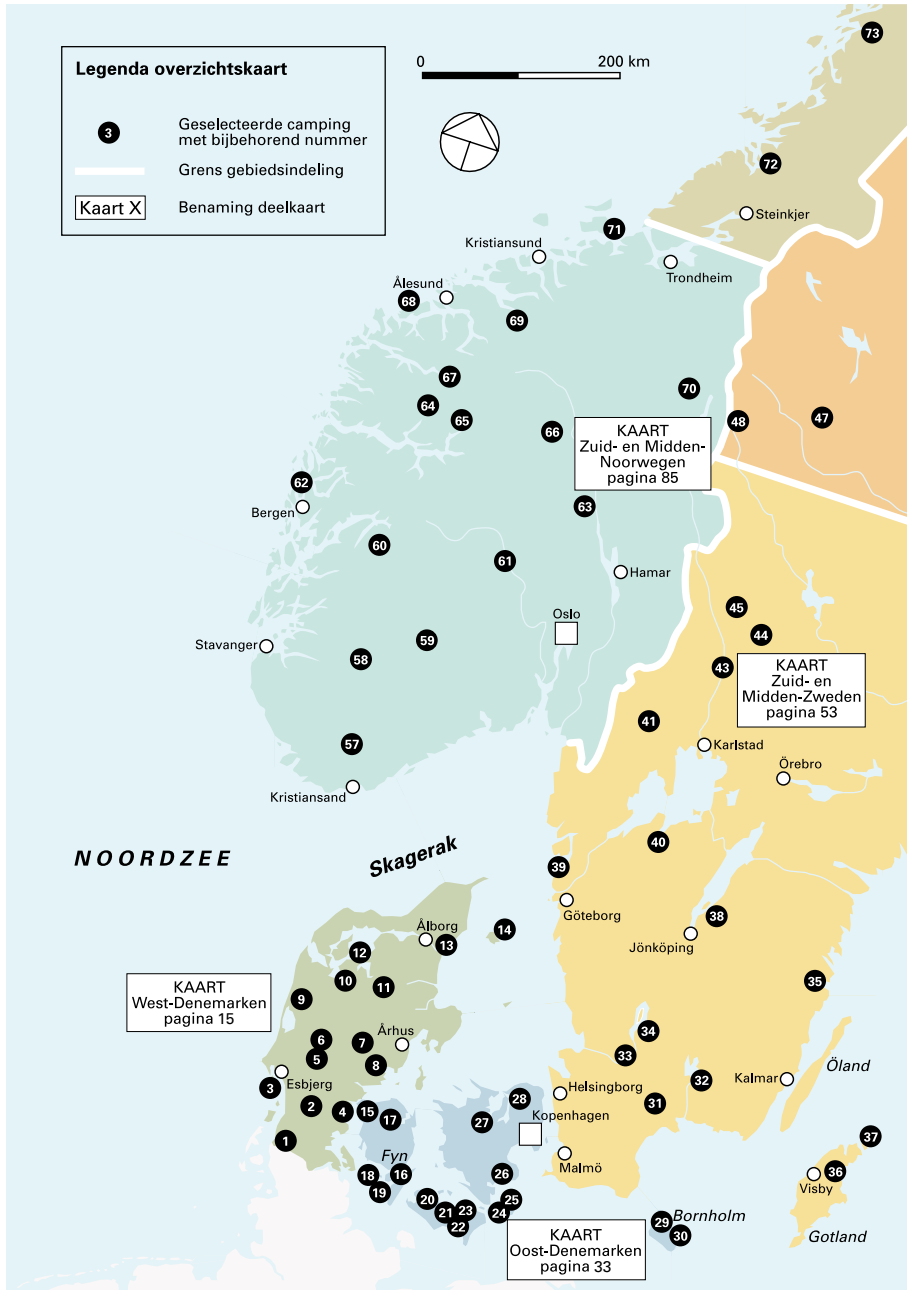 Legenda overzichtskaart
3
Geselecteerde camping
met bijbehorend nummer
Grens gebiedsindeling
Kaart X
Benaming deelkaart
0
200 km
73
72
Steinkjer
71
Kristiansund
Trondheim
Ålesund
68
69
67
70
64
65
66
48
47
KAART
Zuid- en Midden-
Noorwegen
pagina 85
62
Bergen
63
60
61
Hamar
45
Oslo
44
59
Stavanger
58
43
KAART
Zuid- en
Midden-Zweden
pagina 53
41
57
Karlstad
Örebro
Kristiansand
NOORDZEE
Skagerak
40
39
Göteborg
38
Jönköping
14
Ålborg
13
12
10
11
9
35
KAART
West-Denemarken
pagina 15
6
7
Århus
5
8
34
33
Öland
Esbjerg
3
32
Kalmar
Helsingborg
31
28
2
4
15
17
27
Kopenhagen
37
1
Fyn
Malmö
18
16
26
36
Visby
19
20
25
21
23
24
22
Bornholm
29
30
Gotland
KAART
Oost-Denemarken
pagina 33